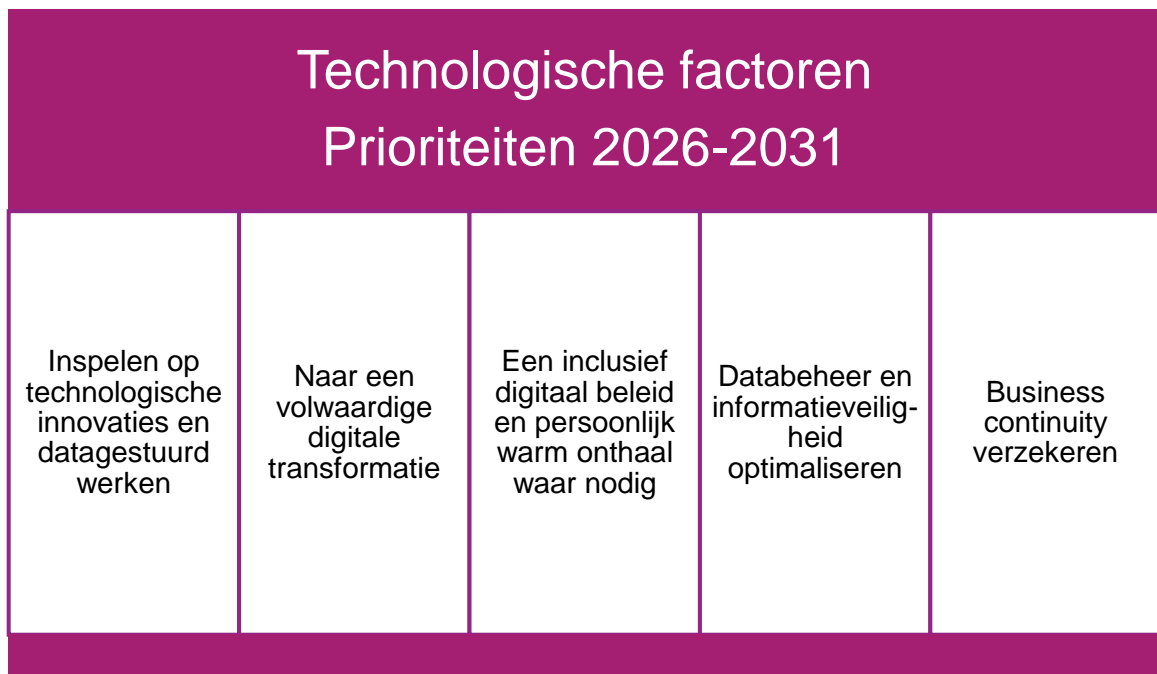 Technologische factoren
Prioriteiten 2026-2031
Inspelen op
technologische
innovaties en
datagestuurd
werken
Naar een
volwaardige
digitale
transformatie
Een inclusief
digitaal beleid
en persoonlijk
warm onthaal
waar nodig
Databeheer en
informatieveilig-
heid
optimaliseren
Business
continuity
verzekeren